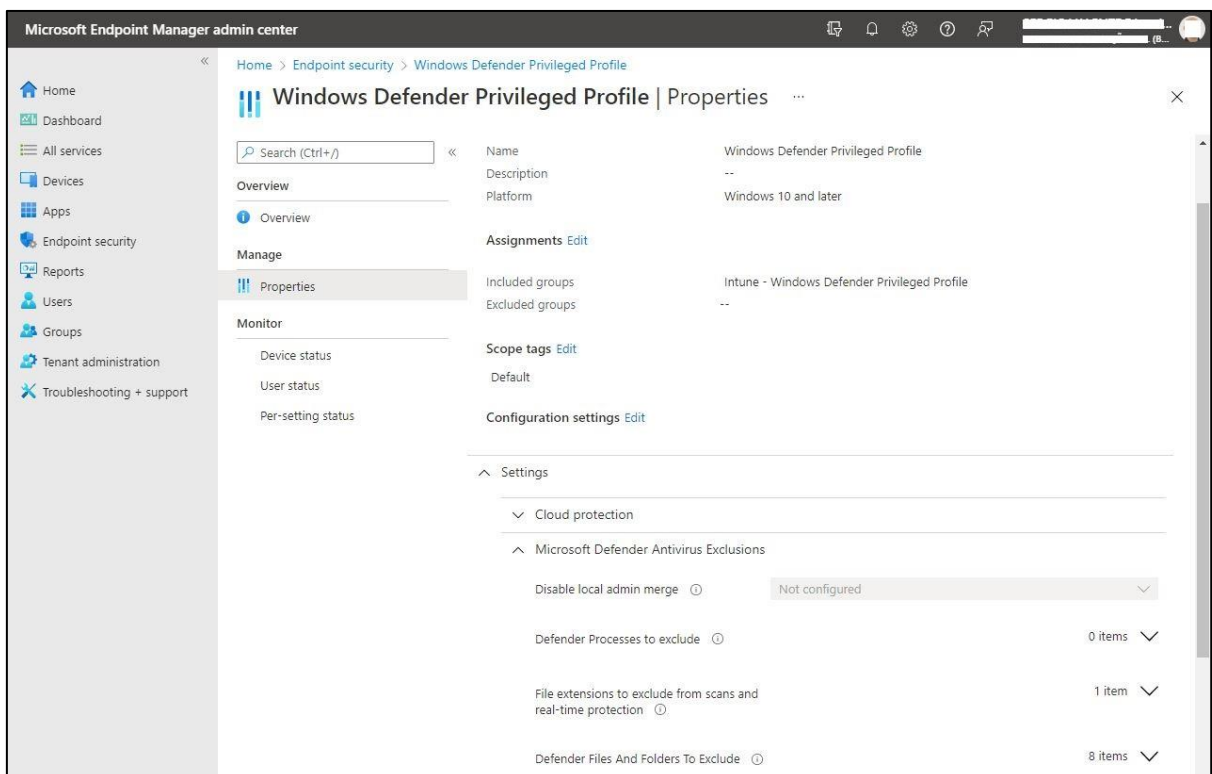 Microsoft Endpoint Manager admin center
(B...
Home > Endpoint security > Windows Defender Privileged Profile
Windows Defender Privileged Profile | Properties ...
Home
Dashboard
All services
Devices
Apps
Endpoint security
Reports
Users
Groups
Tenant administration
Troubleshooting + support
Search (Ctrl+/)
Overview
Overview
Manage
Properties
Monitor
Device status
User status
Per-setting status
Name Windows Defender Privileged Profile
Description --
Platform Windows 10 and later
Assignments Edit
Included groups Intune - Windows Defender Privileged Profile
Excluded groups --
Scope tags Edit
Default
Configuration settings Edit
Settings
Cloud protection
Microsoft Defender Antivirus Exclusions
Disable local admin merge Not configured
Defender Processes to exclude 0 items
File extensions to exclude from scans and 1 item
real-time protection
Defender Files And Folders To Exclude 8 items